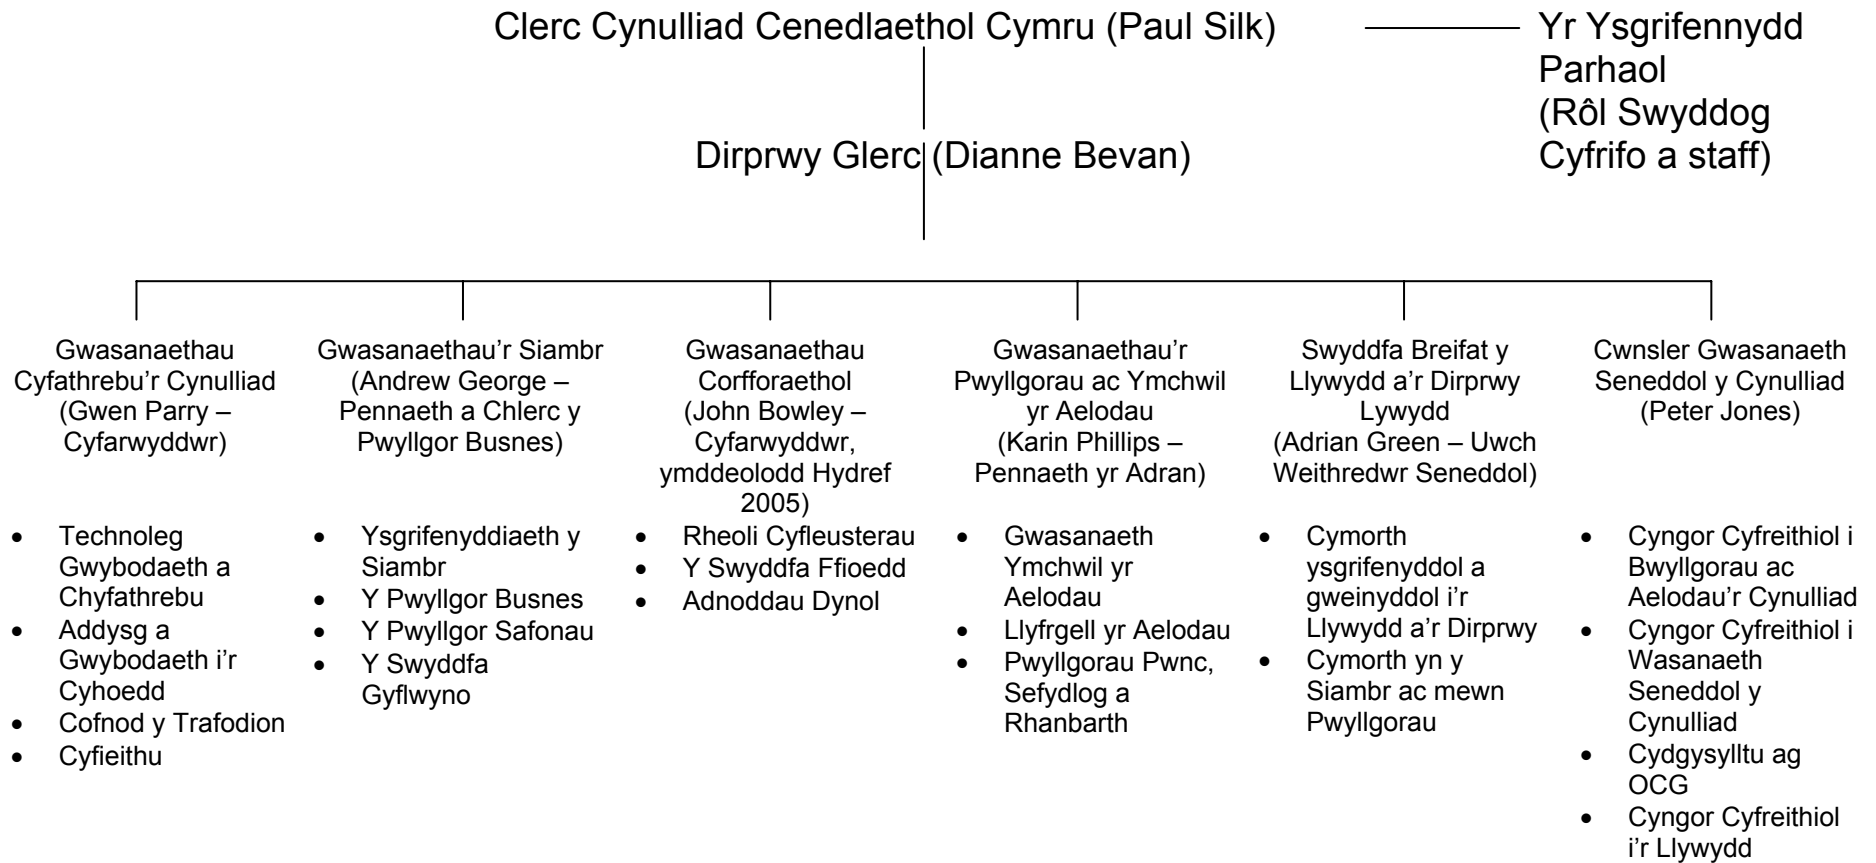 Clerc Cynulliad Cenedlaethol Cymru (Paul Silk)
Yr Ysgrifennydd
Parhaol
(Rôl Swyddog
Cyfrifo a staff)
Dirprwy Glerc (Dianne Bevan)
Gwasanaethau
Cyfathrebu’r Cynulliad
(Gwen Parry –
Cyfarwyddwr)
• Technoleg
Gwybodaeth a
Chyfathrebu
• Addysg a
Gwybodaeth i’r
Cyhoedd
• Cofnod y Trafodion
• Cyfieithu
Gwasanaethau’r Siambr
(Andrew George –
Pennaeth a Chlerc y
Pwyllgor Busnes)
• Ysgrifenyddiaeth y
Siambr
• Y Pwyllgor Busnes
• Y Pwyllgor Safonau
• Y Swyddfa
Gyflwyno
Gwasanaethau
Corfforaethol
(John Bowley –
Cyfarwyddwr,
ymddeolodd Hydref
2005)
• Rheoli Cyfleusterau
• Y Swyddfa Ffioedd
• Adnoddau Dynol
Gwasanaethau’r
Pwyllgorau ac Ymchwil
yr Aelodau
(Karin Phillips –
Pennaeth yr Adran)
• Gwasanaeth
Ymchwil yr
Aelodau
• Llyfrgell yr Aelodau
• Pwyllgorau Pwnc,
Sefydlog a
Rhanbarth
Swyddfa Breifat y
Llywydd a’r Dirprwy
Lywydd
(Adrian Green – Uwch
Weithredwr Seneddol)
• Cymorth
ysgrifenyddol a
gweinyddol i’r
Llywydd a’r Dirprwy
• Cymorth yn y
Siambr ac mewn
Pwyllgorau
Cwnsler Gwasanaeth
Seneddol y Cynulliad
(Peter Jones)
• Cyngor Cyfreithiol i
Bwyllgorau ac
Aelodau’r Cynulliad
• Cyngor Cyfreithiol i
Wasanaeth
Seneddol y
Cynulliad
• Cydgysylltu ag
OCG
• Cyngor Cyfreithiol
i’r Llywydd